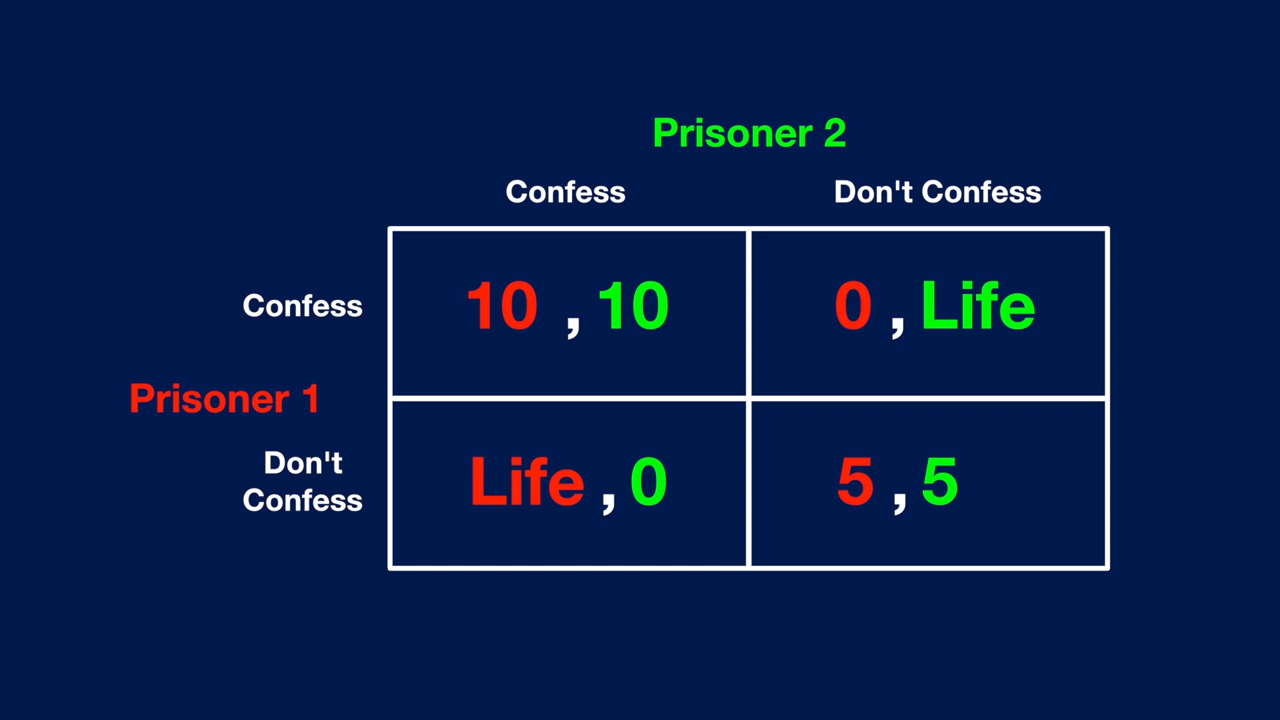 Prisoner 2
Confess Don't Confess
Confess 10 , 10 0 , Life
Prisoner 1
Don't
Confess
Life , 0 5 , 5